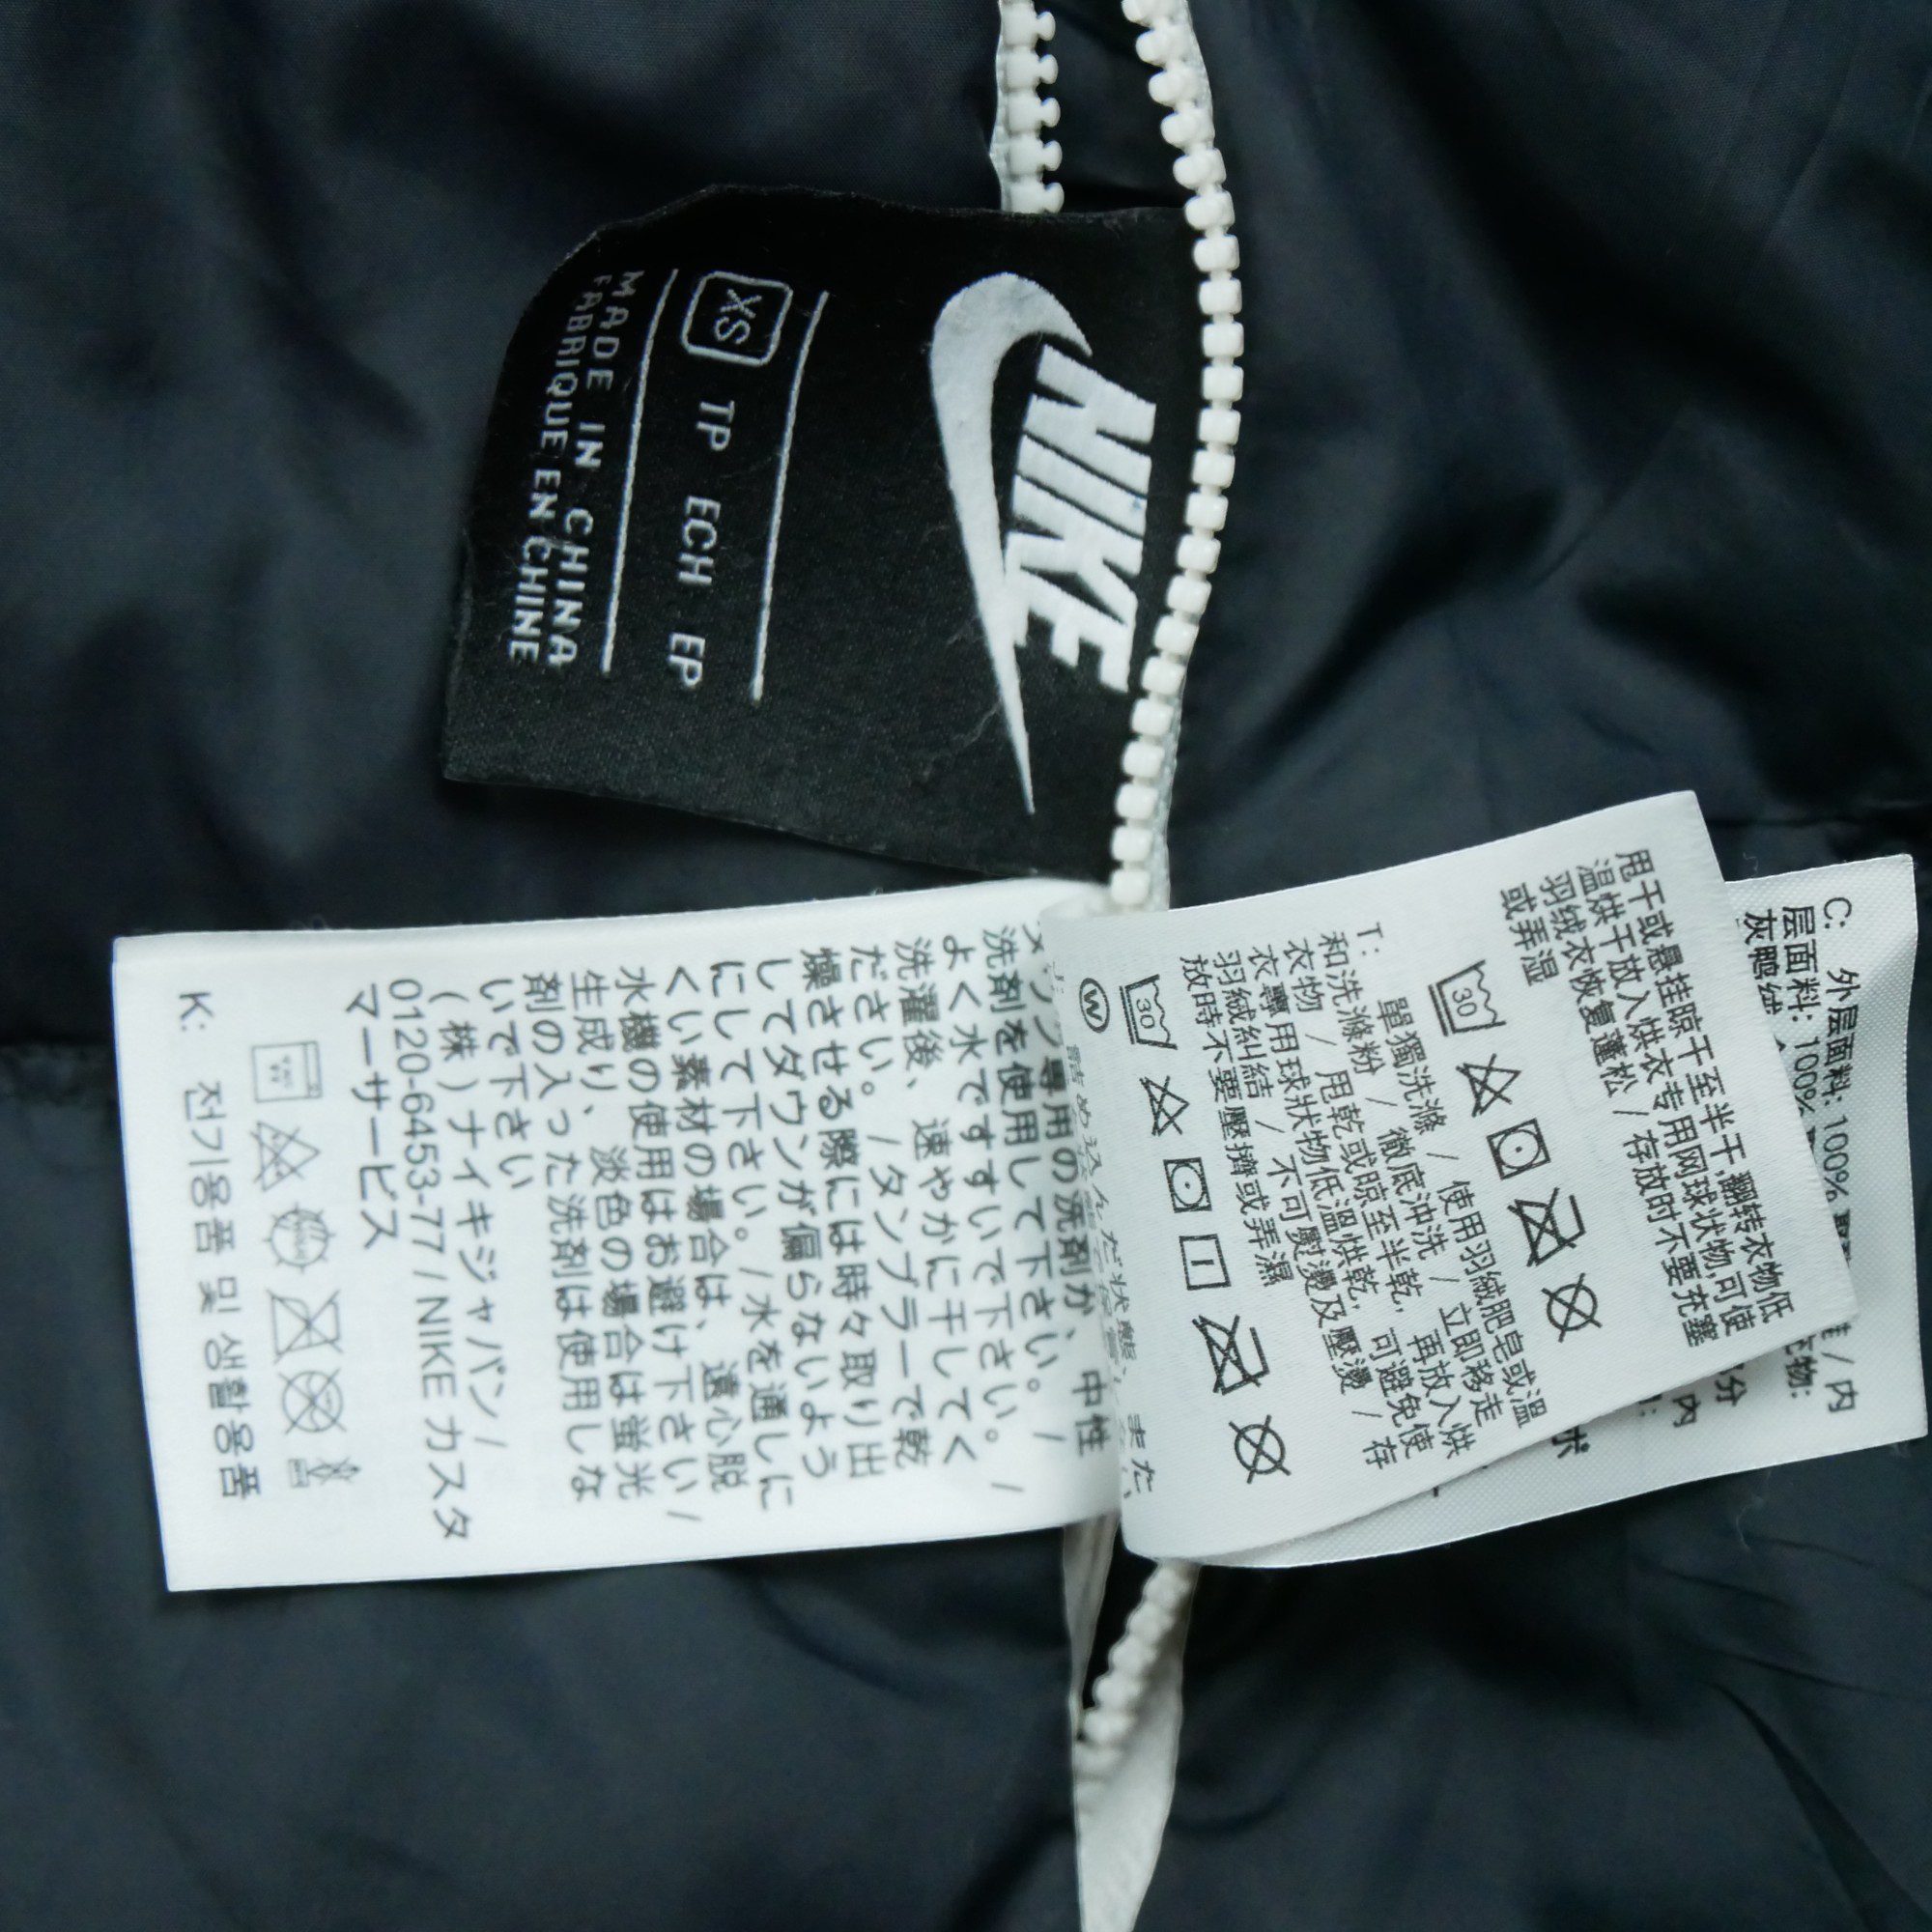 NIKE
XS TP ECH EP
MADE IN CHINA
FABRIQUE EN CHINE
洗剤を使用して下さい。/
よく水ですすいで下さい。/
洗濯後、速やかに干してく
ださい。/タンブラーで乾
燥させる際には時々取り出
してダウンが偏らないよう
にして下さい。/水を通しに
くい素材の場合は、遠心脱
水機の使用はお避け下さい/
生成り、淡色の場合は蛍光
剤の入った洗剤は使用しな
いで下さい
(株)ナイキジャパン/
0120-6453-77/NIKE カスタ
マーサービス
K: 전기용품 및 생활용품
甩干或悬挂晾干至半干,翻转衣物低
温烘干放入烘衣专用网球状物,可使
羽绒衣恢复蓬松/存放时不要充塞
或弄湿
30
T: 單獨洗滌/使用羽絨肥皂或溫
和洗滌粉/徹底沖洗/立即移走
衣物/甩乾或晾至半乾,再放入烘
衣專用球狀物低溫烘乾,可避免使
羽絨糾結/不可熨燙及壓燙/存
放時不要壓擠或弄濕
30
W
C: 外层面料: 100%
层面料: 100%
灰鸭绒